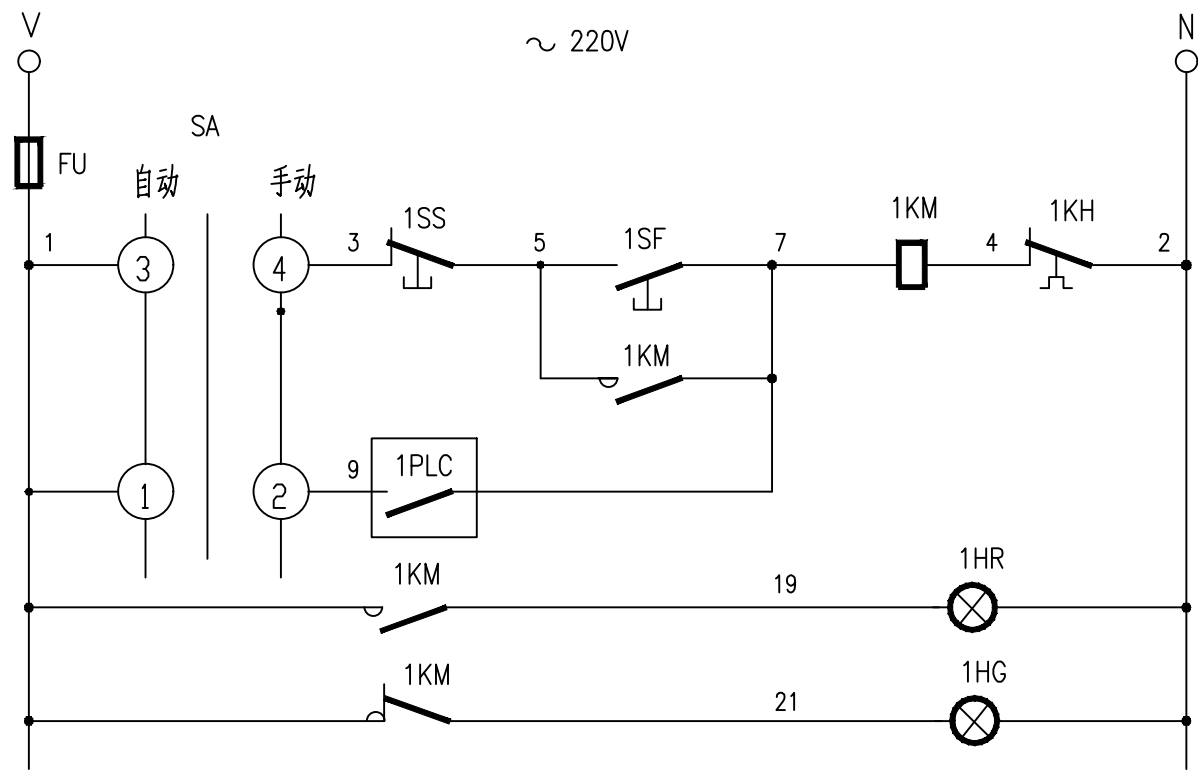 V
N
~ 220V
SA
FU
自动
手动
1SS
1SF
1KM
1KH
1
3
4
3
5
7
4
2
1KM
1
2
9
1PLC
1KM
19
1HR
1KM
21
1HG